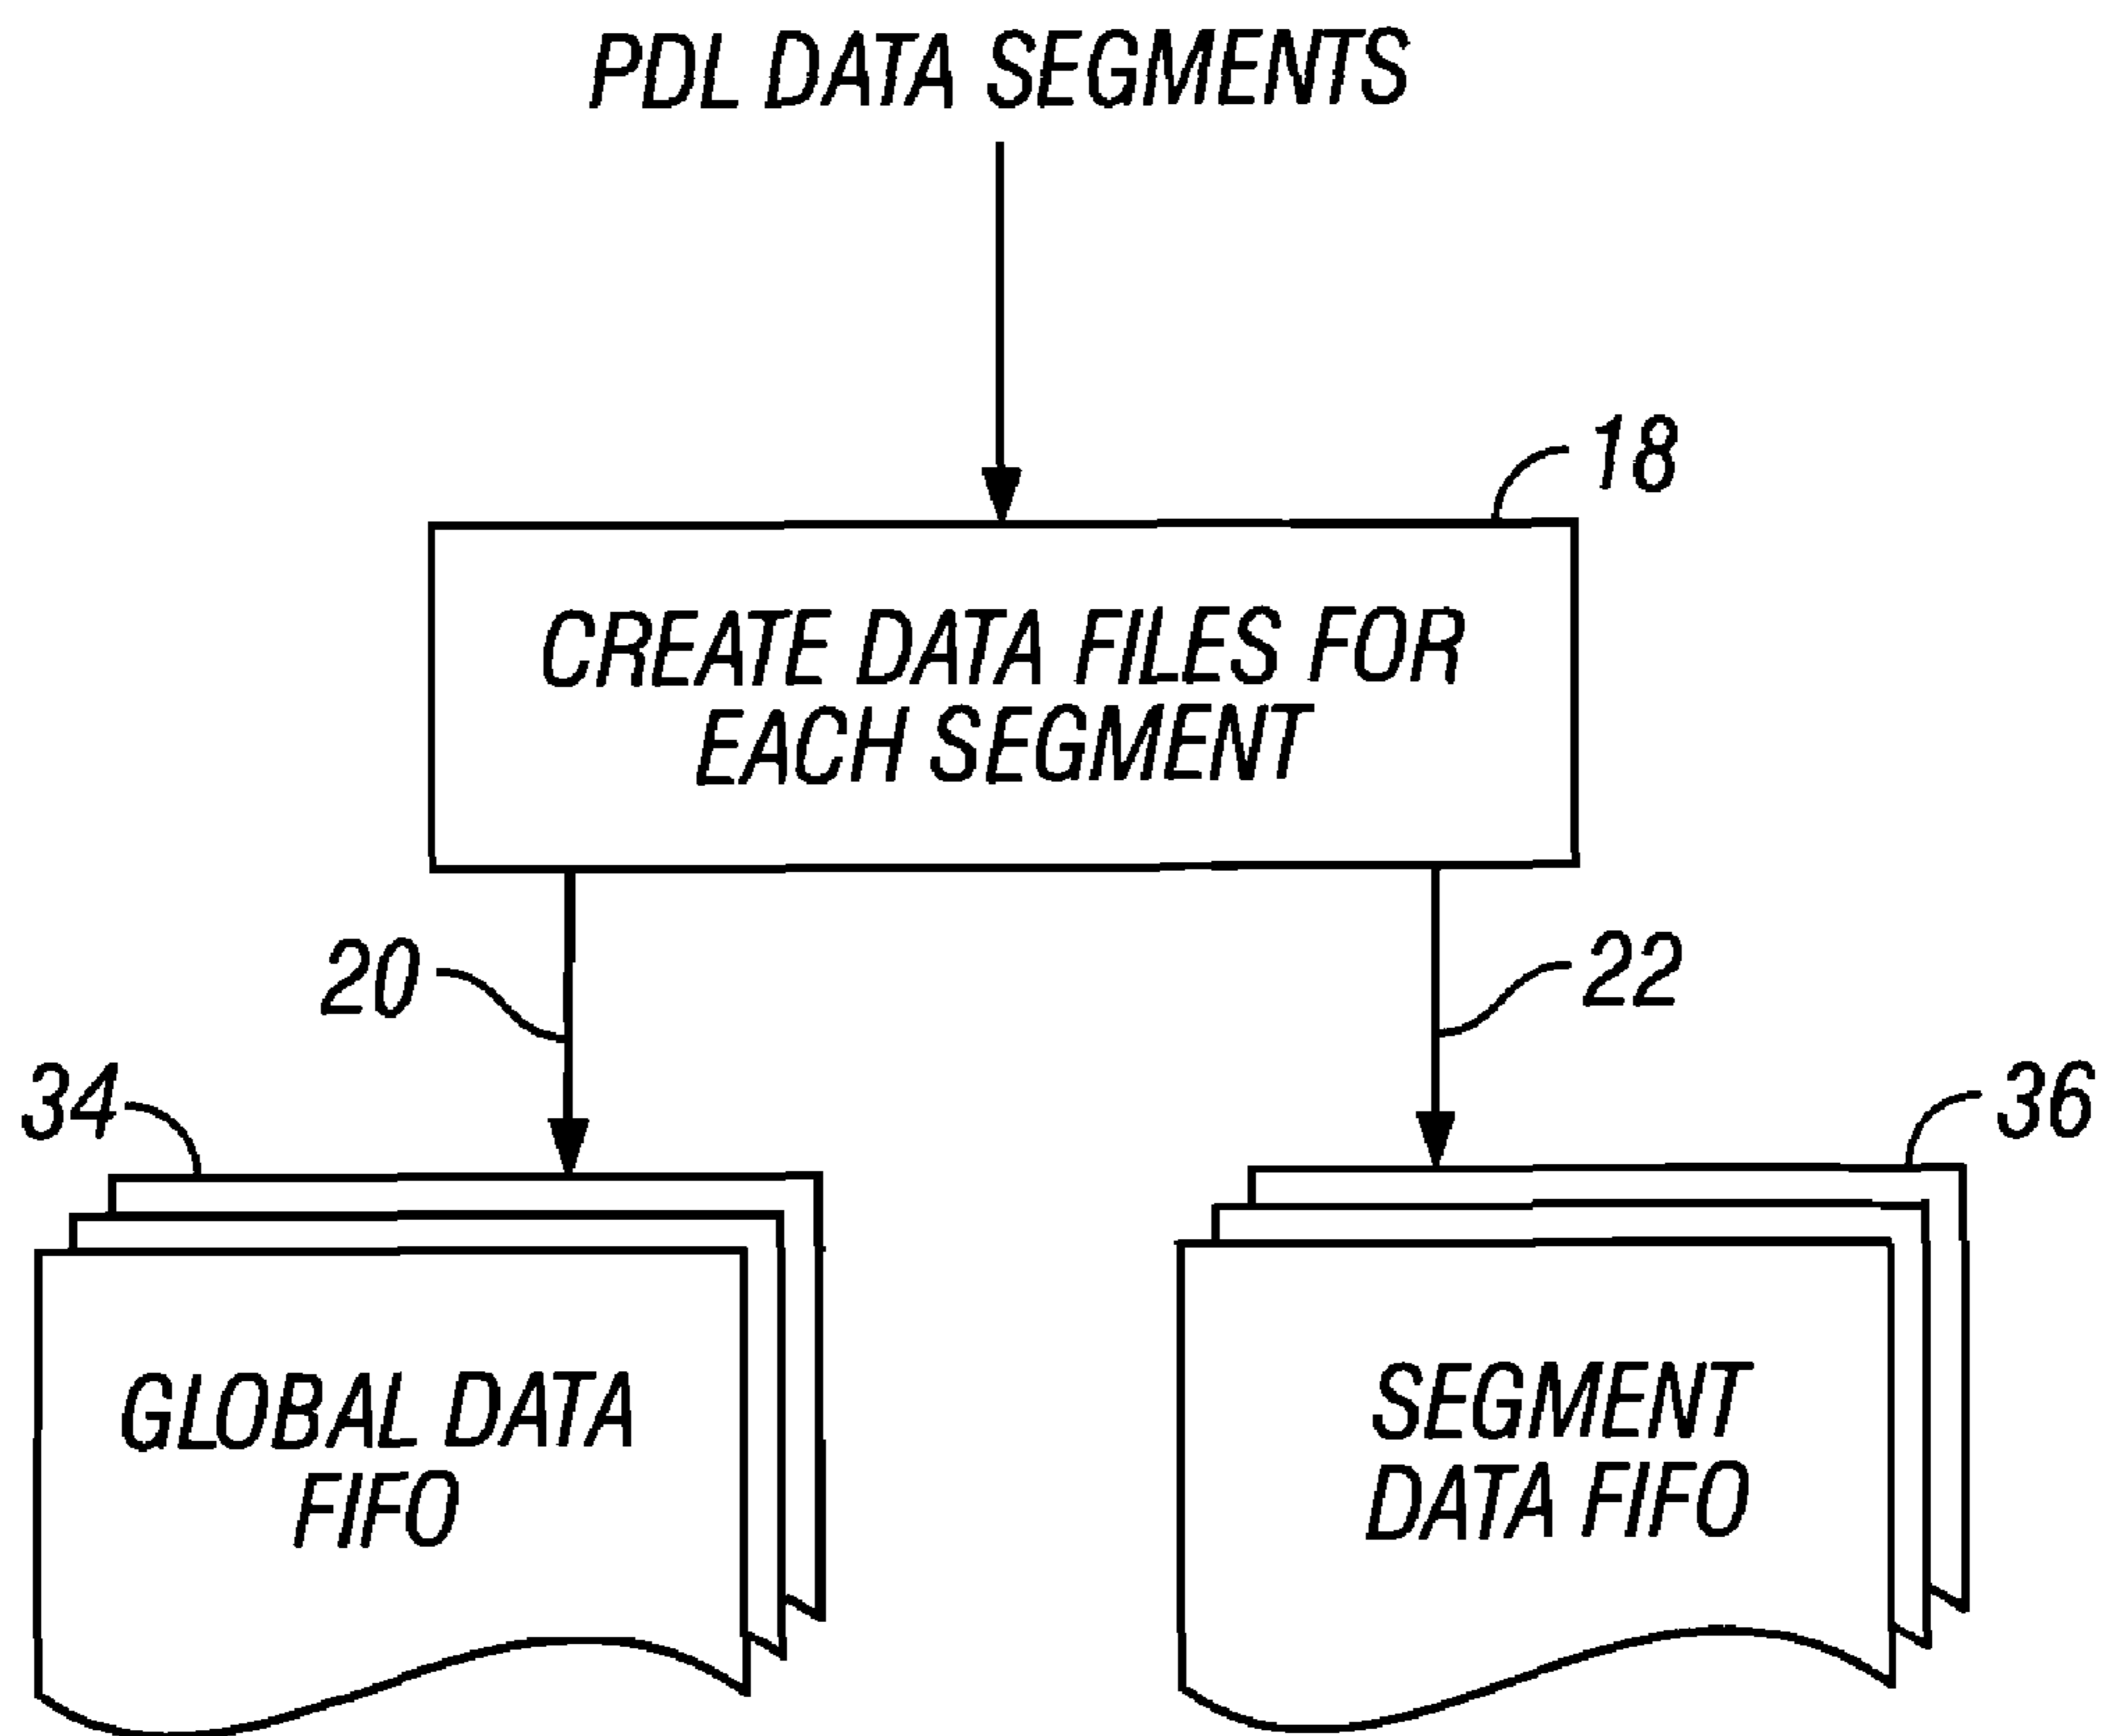 PDL DATA SEGMENTS
18
CREATE DATA FILES FOR
EACH SEGMENT
20
22
34
36
GLOBAL DATA
FIFO
SEGMENT
DATA FIFO